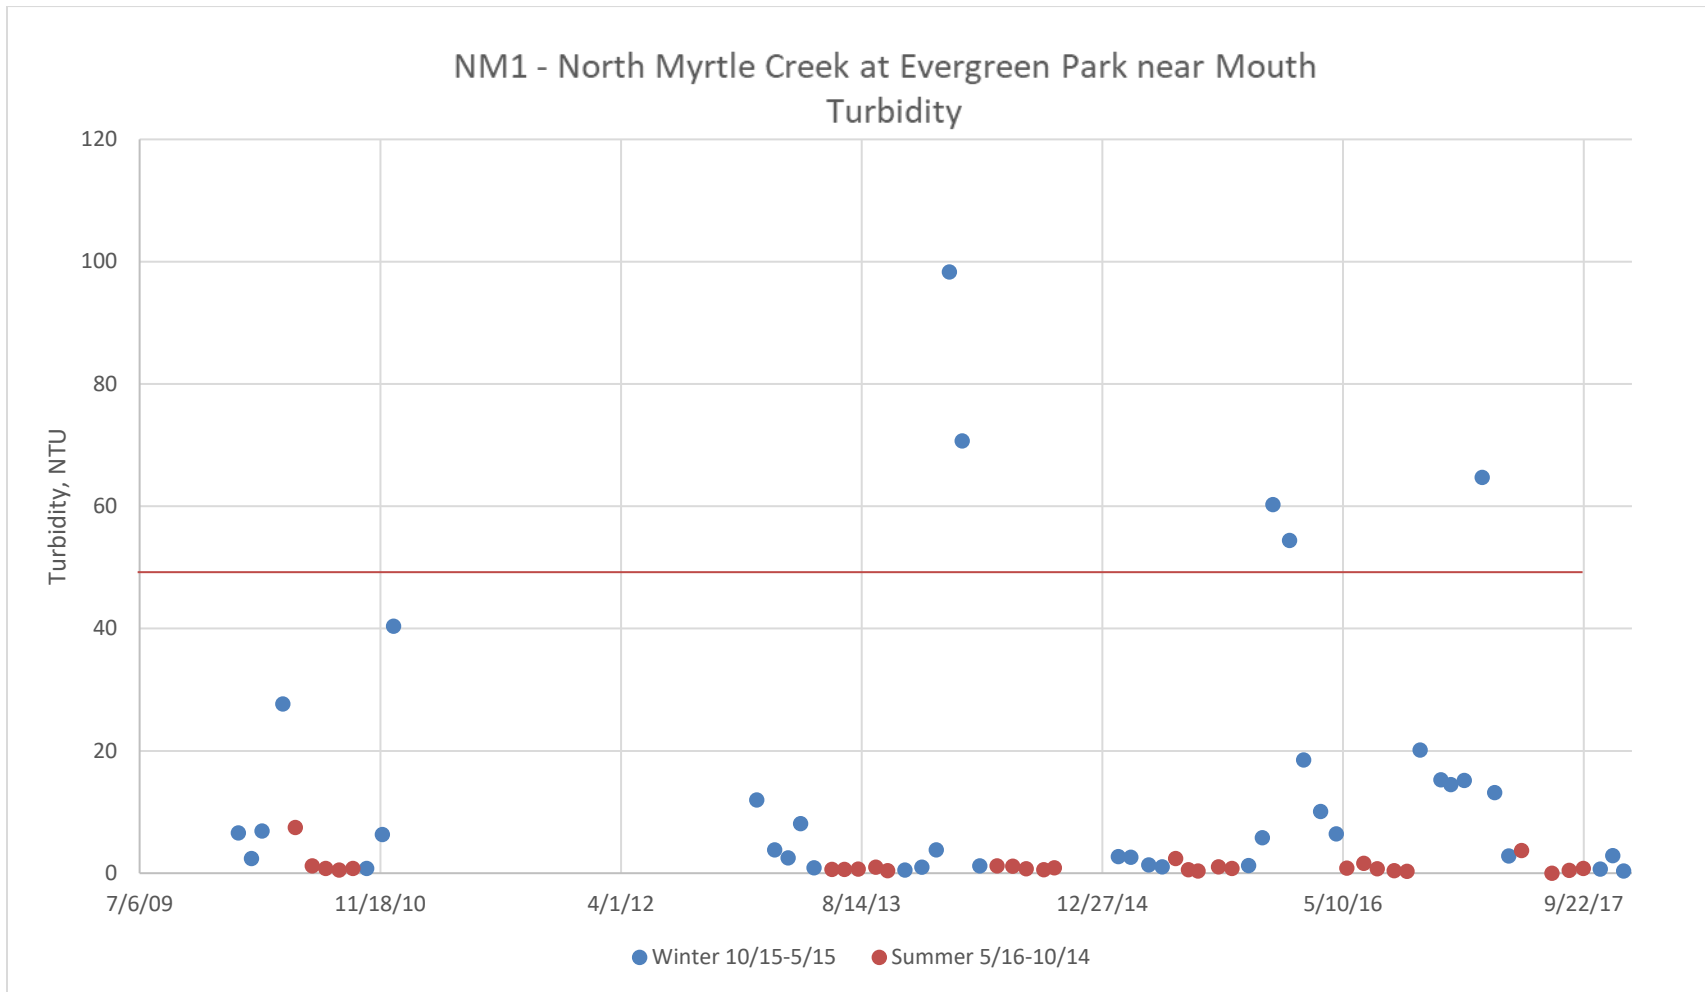 NM1 - North Myrtle Creek at Evergreen Park near Mouth
Turbidity
120
100
80
60
40
20
0
Turbidity, NTU
7/6/09 11/18/10 4/1/12 8/14/13 12/27/14 5/10/16 9/22/17
Winter 10/15-5/15 Summer 5/16-10/14